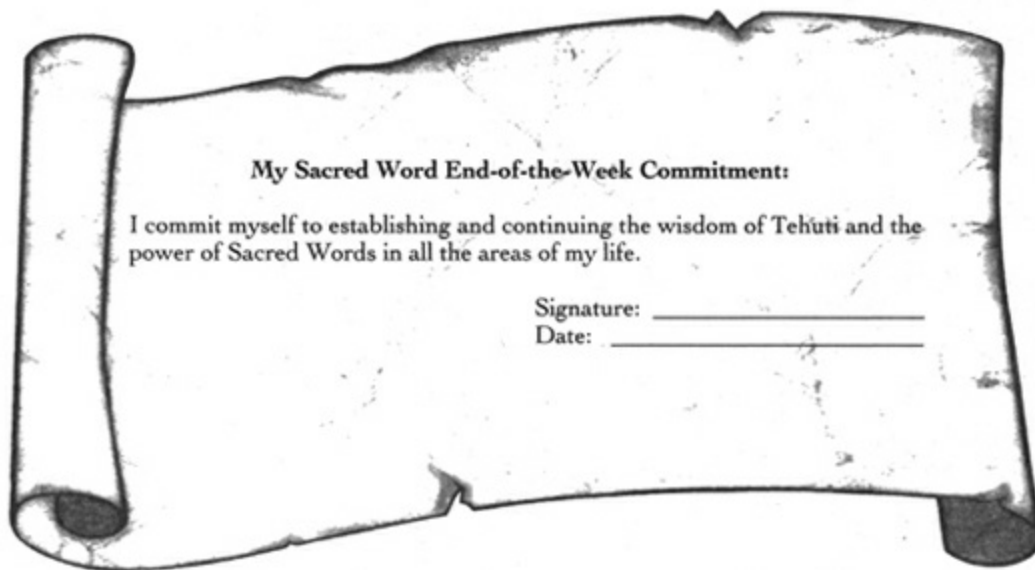 My Sacred Word End-of-the-Week Commitment:
I commit myself to establishing and continuing the wisdom of Tehuti and the
power of Sacred Words in all the areas of my life.
Signature:
Date: